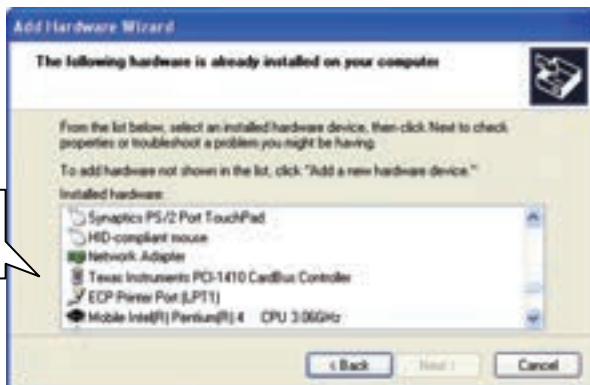 Add Hardware Wizard
The following hardware is already installed on your computer
From the list below, select an installed hardware device, then click Next to check
properties or troubleshoot a problem you might be having.
To add hardware not shown in the list, click "Add a new hardware device."
Installed hardware:
Synaptics PS/2 Port TouchPad
HID-compliant mouse
Network Adapter
Texas Instruments PCI-1410 CardBus Controller
ECP Printer Port (LPT1)
Mobile Intel(R) Pentium(R) 4 CPU 3.06GHz
< Back Next > Cancel